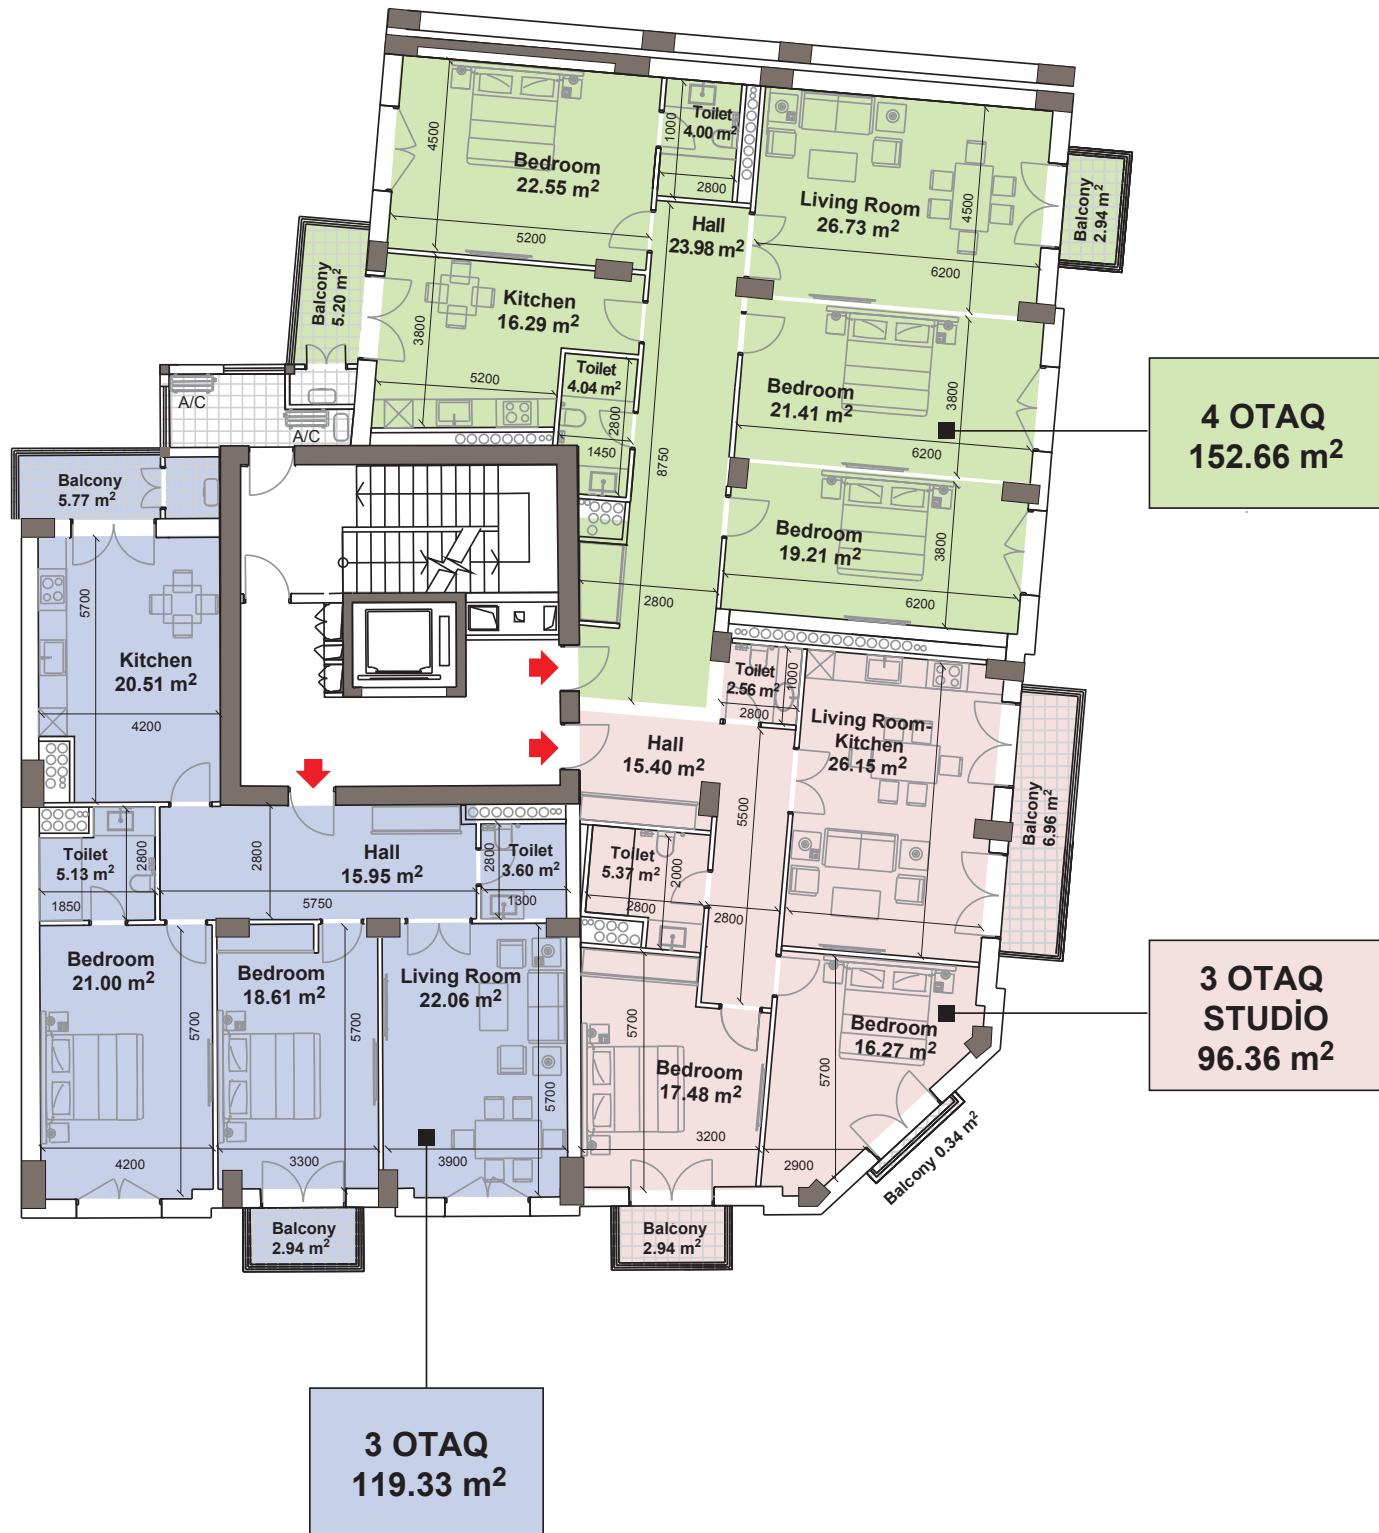 Toilet
4.00 m²
1000
2800
4500
Bedroom
22.55 m²
5200
Living Room
26.73 m²
4500
6200
Balcony
2.94 m²
Hall
23.98 m²
8750
2800
Balcony
5.20 m²
Kitchen
16.29 m²
3800
5200
Toilet
4.04 m²
2800
1450
Bedroom
21.41 m²
3800
6200
Bedroom
19.21 m²
3800
6200
4 OTAQ
152.66 m²
A/C
A/C
Balcony
5.77 m²
5700
Kitchen
20.51 m²
4200
Toilet
2.56 m²
1000
2800
Living Room-
Kitchen
26.15 m²
Hall
15.40 m²
5500
2800
Balcony
6.96 m²
Toilet
5.13 m²
2800
1850
2800
Hall
15.95 m²
5750
Toilet
3.60 m²
2800
1300
Toilet
5.37 m²
2000
2800
Bedroom
21.00 m²
5700
4200
Bedroom
18.61 m²
5700
3300
Living Room
22.06 m²
5700
3900
5700
Bedroom
17.48 m²
3200
Bedroom
16.27 m²
5700
2900
Balcony 0.34 m²
3 OTAQ
STUDİO
96.36 m²
Balcony
2.94 m²
Balcony
2.94 m²
3 OTAQ
119.33 m²